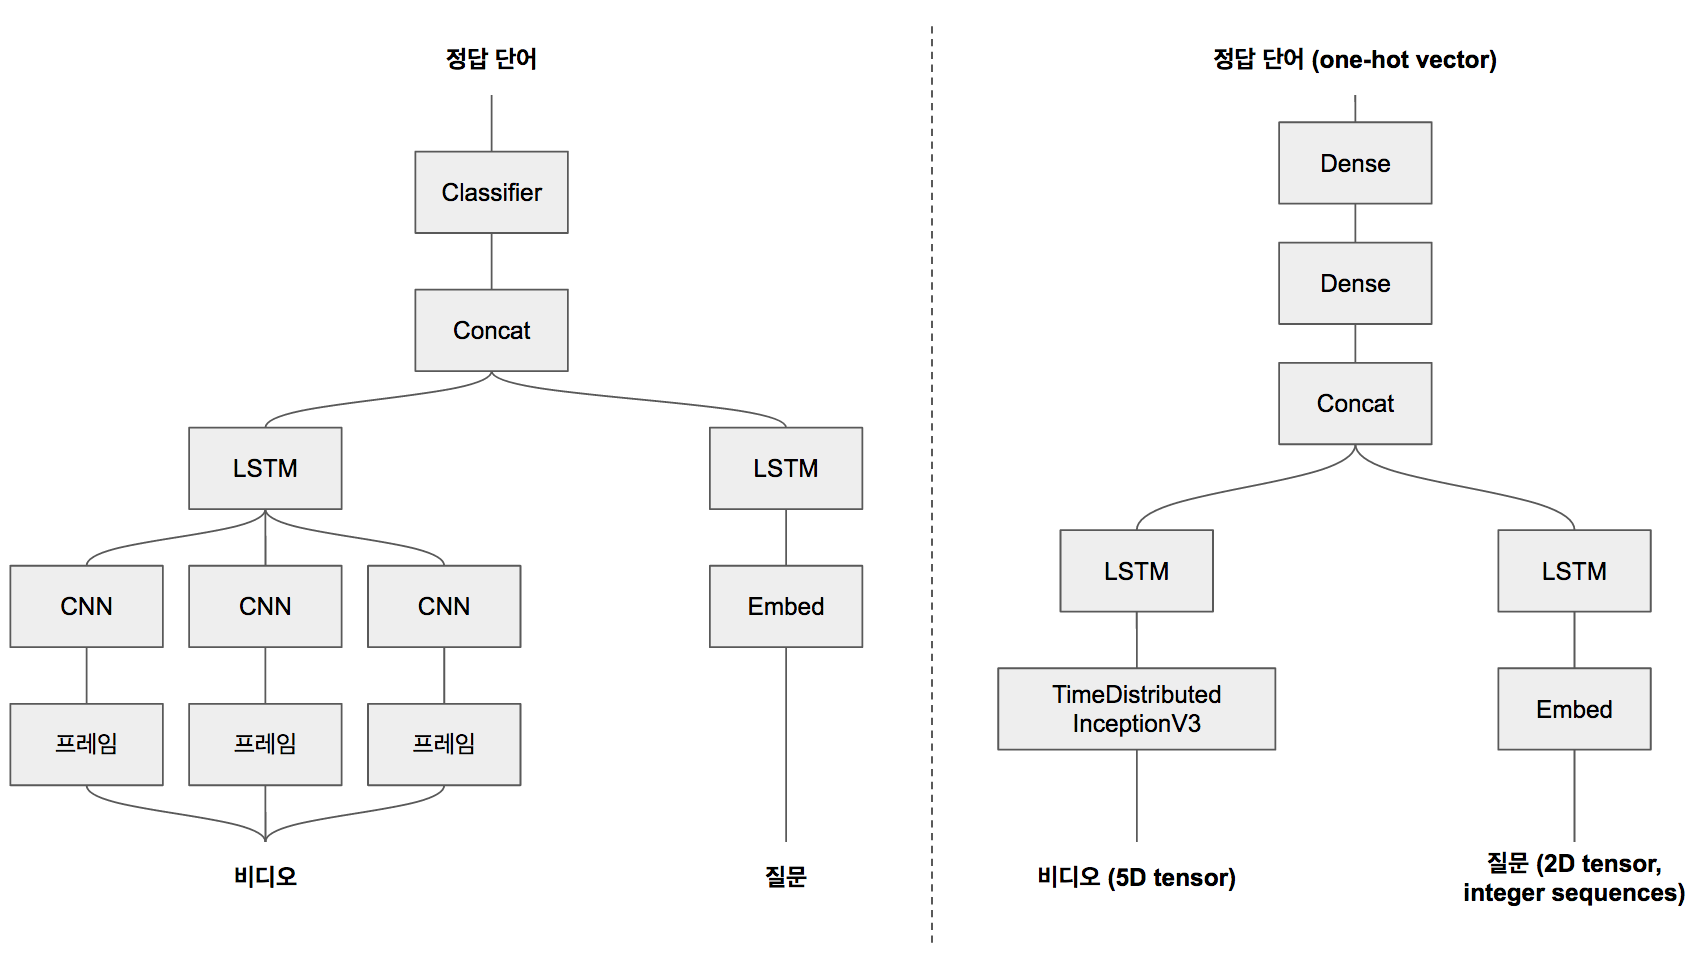 정답 단어
Classifier
Concat
LSTM
LSTM
CNN
CNN
CNN
Embed
프레임
프레임
프레임
비디오
질문
정답 단어 (one-hot vector)
Dense
Dense
Concat
LSTM
LSTM
TimeDistributed
InceptionV3
Embed
비디오 (5D tensor)
질문 (2D tensor,
integer sequences)